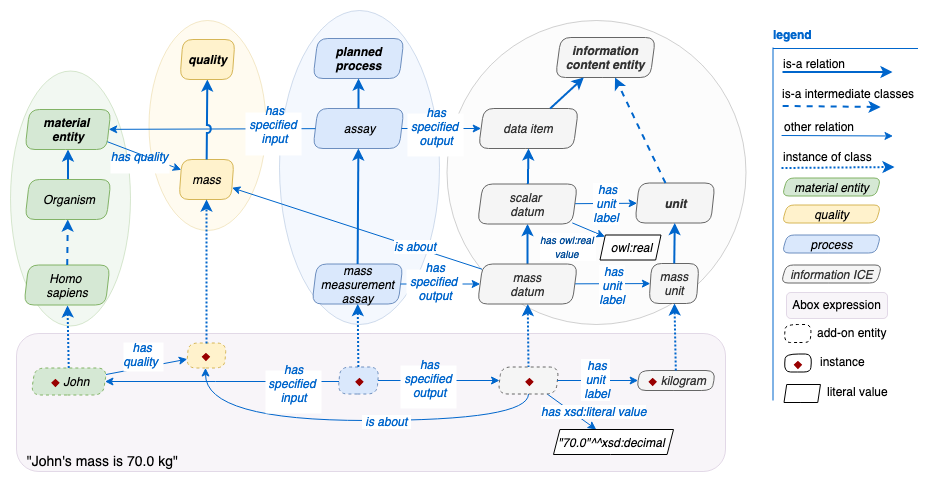 planned
process
information
content entity
quality
material
entity
has
specified
input
assay
has
specified
output
data item
has quality
Organism
mass
scalar
datum
has
unit
label
unit
has owl:real
value
owl:real
is about
Homo
sapiens
mass
measurement
assay
has
specified
output
mass
datum
has
unit
label
mass
unit
has
quality
John
has
specified
input
has
specified
output
has
unit
label
kilogram
is about
has xsd:literal value
"70.0"^^xsd:decimal
"John's mass is 70.0 kg"
legend
is-a relation
is-a intermediate classes
other relation
instance of class
material entity
quality
process
information ICE
Abox expression
add-on entity
instance
literal value